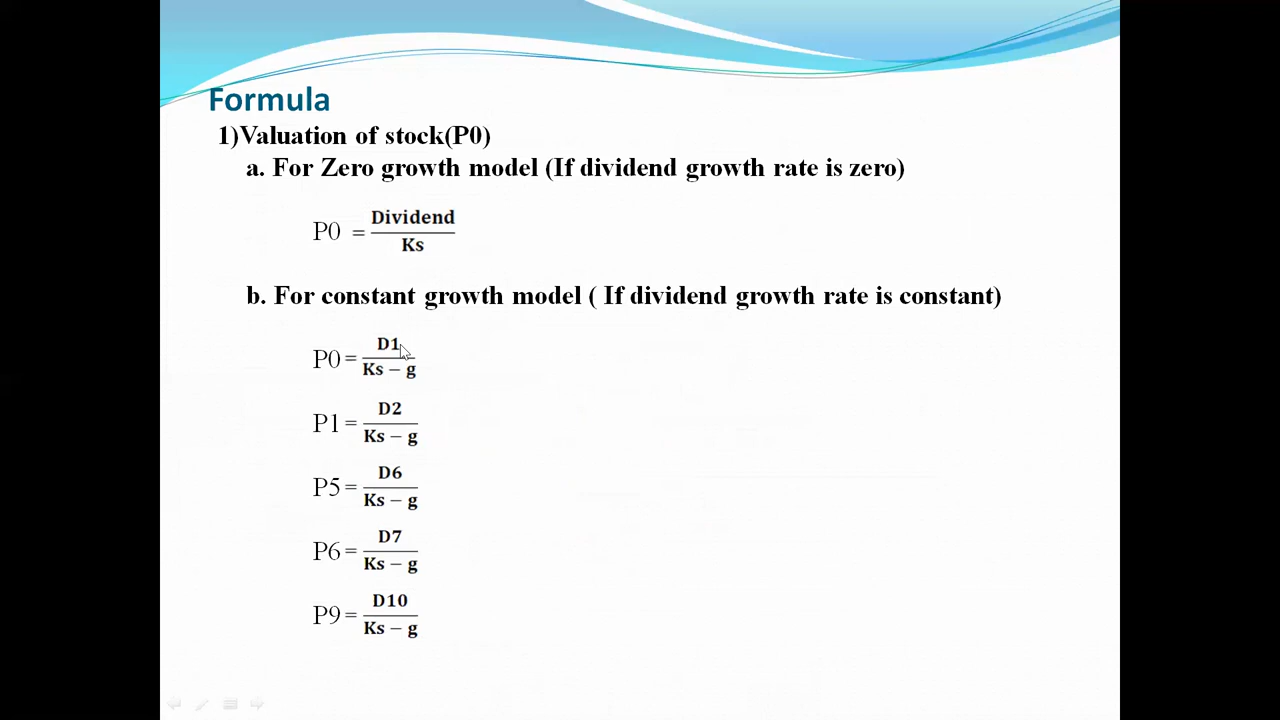 Formula
1)Valuation of stock(P0)
a. For Zero growth model (If dividend growth rate is zero)
P0 = Dividend / Ks
b. For constant growth model ( If dividend growth rate is constant)
P0= D1 / Ks − g
P1= D2 / Ks − g
P5= D6 / Ks − g
P6= D7 / Ks − g
P9= D10 / Ks − g